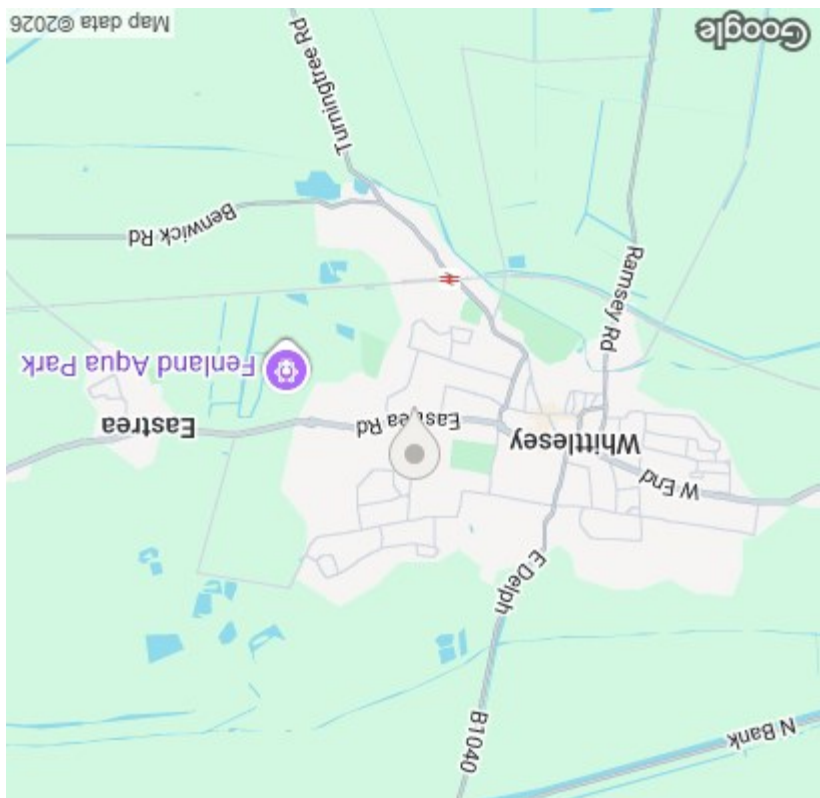 N Bank
B1040
E Delph
W End
Whittlesey
Eastrea Rd
Eastrea
Fenland Aqua Park
Ramsey Rd
Benwick Rd
Turningtree Rd
Google
Map data ©2026